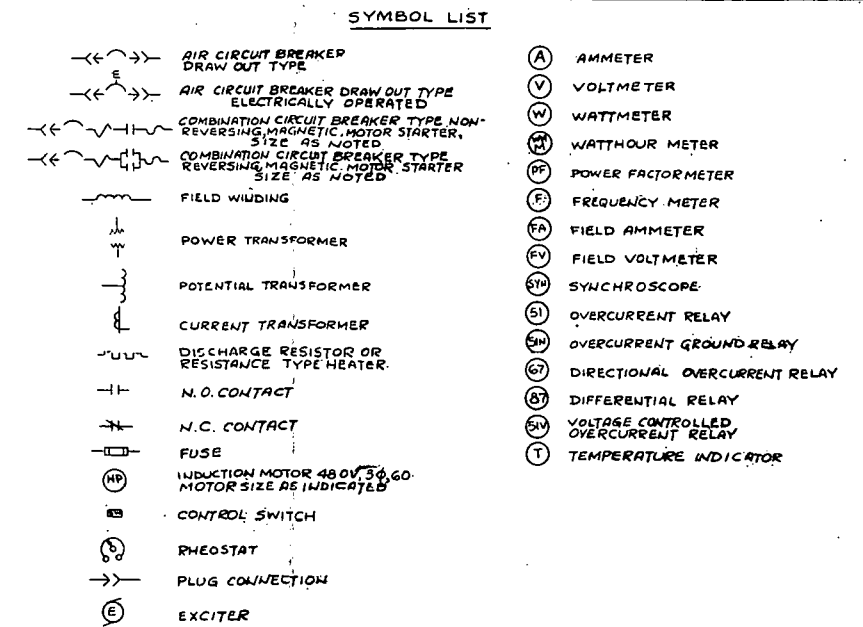 SYMBOL LIST
AIR CIRCUIT BREAKER
DRAW OUT TYPE
E
AIR CIRCUIT BREAKER DRAW OUT TYPE
ELECTRICALLY OPERATED
COMBINATION CIRCUIT BREAKER TYPE NON-
REVERSING, MAGNETIC MOTOR STARTER,
SIZE AS NOTED
COMBINATION CIRCUIT BREAKER TYPE
REVERSING, MAGNETIC MOTOR STARTER
SIZE AS NOTED
FIELD WINDING
POWER TRANSFORMER
POTENTIAL TRANSFORMER
CURRENT TRANSFORMER
DISCHARGE RESISTOR OR
RESISTANCE TYPE HEATER.
N.O. CONTACT
N.C. CONTACT
FUSE
HP
INDUCTION MOTOR 480V, 3Φ, 60
MOTOR SIZE AS INDICATED
CONTROL SWITCH
RHEOSTAT
PLUG CONNECTION
E EXCITER
A AMMETER
V VOLTMETER
W WATTMETER
WHM WATTHOUR METER
PF POWER FACTOR METER
F FREQUENCY METER
FA FIELD AMMETER
FV FIELD VOLTMETER
SYN SYNCHROSCOPE
51 OVERCURRENT RELAY
51N OVERCURRENT GROUND RELAY
67 DIRECTIONAL OVERCURRENT RELAY
87 DIFFERENTIAL RELAY
51V VOLTAGE CONTROLLED
OVERCURRENT RELAY
T TEMPERATURE INDICATOR